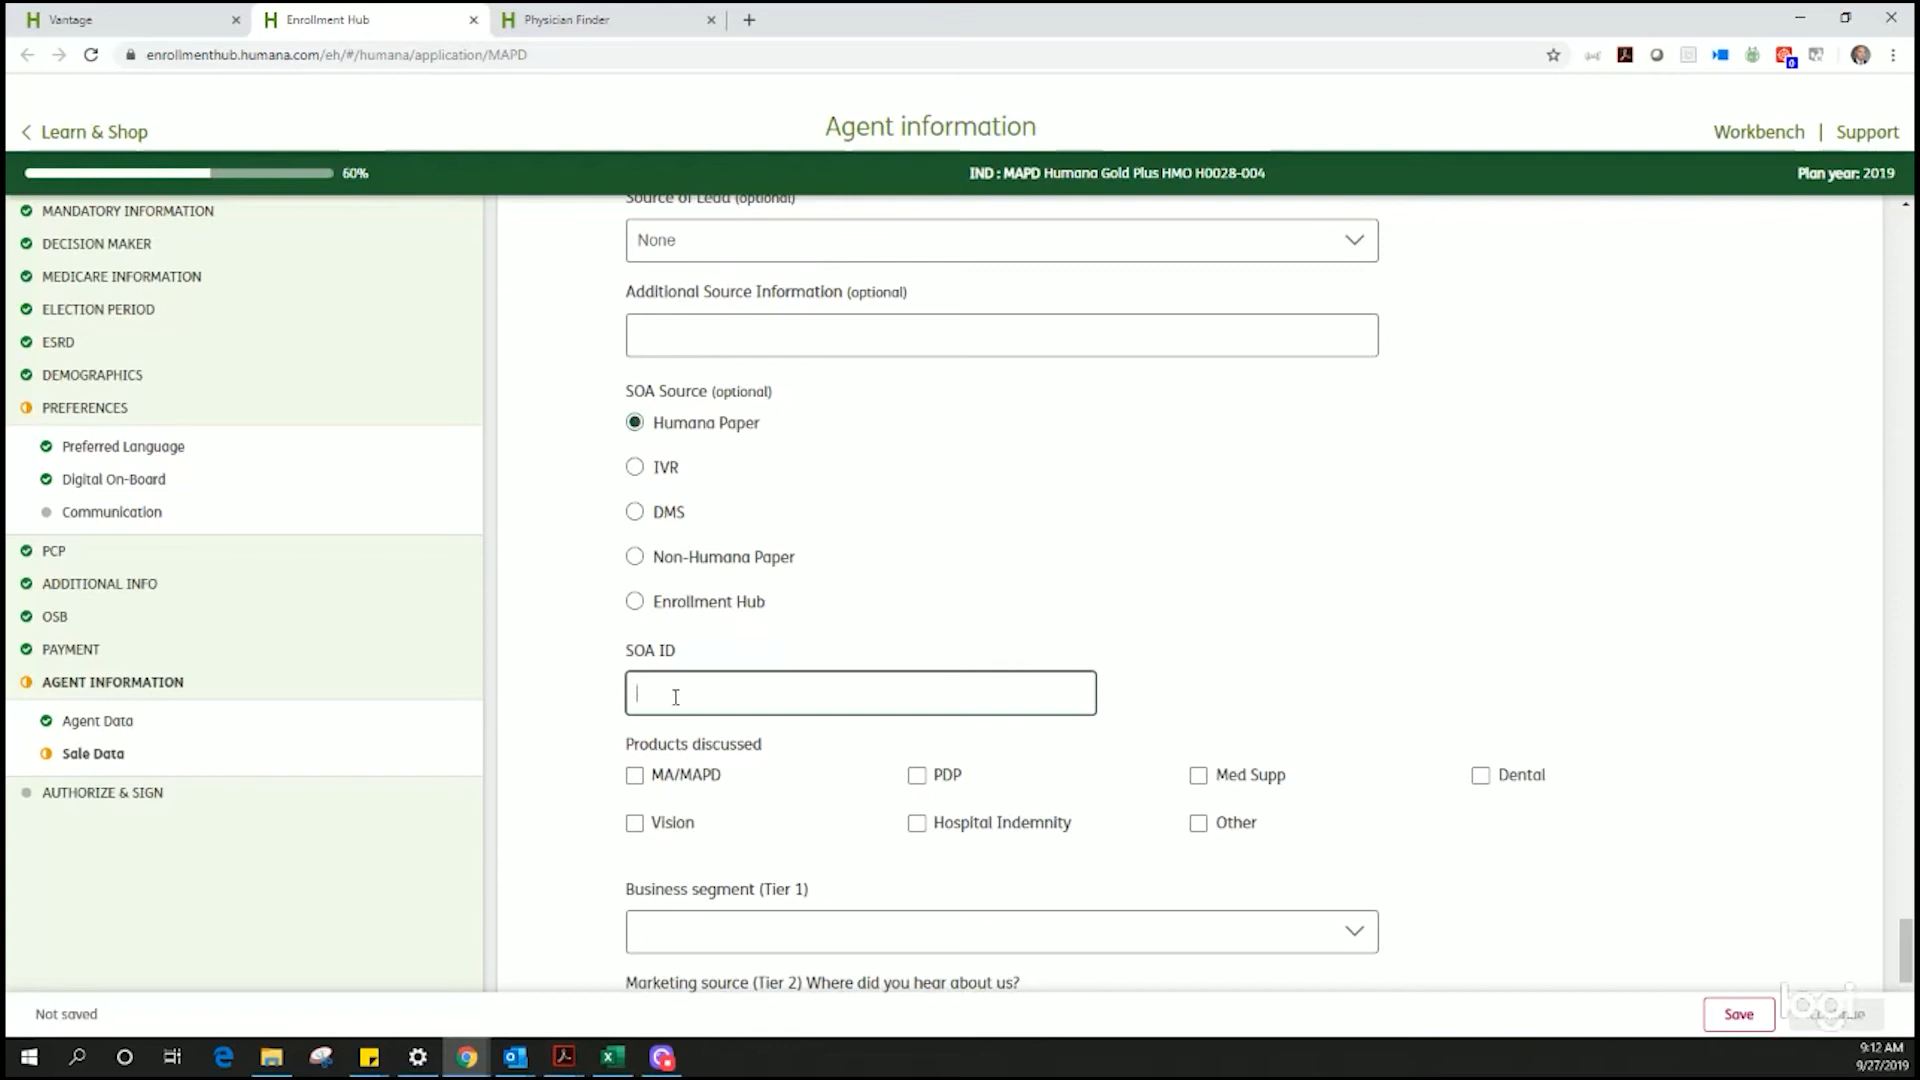 Vantage
Enrollment Hub
Physician Finder
enrollmenthub.humana.com/eh/#/humana/application/MAPD
Learn & Shop
Agent information
Workbench | Support
60%
IND : MAPD Humana Gold Plus HMO H0028-004
Plan year: 2019
MANDATORY INFORMATION
DECISION MAKER
MEDICARE INFORMATION
ELECTION PERIOD
ESRD
DEMOGRAPHICS
PREFERENCES
Preferred Language
Digital On-Board
Communication
PCP
ADDITIONAL INFO
OSB
PAYMENT
AGENT INFORMATION
Agent Data
Sale Data
AUTHORIZE & SIGN
Source of Lead (optional)
None
Additional Source Information (optional)
SOA Source (optional)
Humana Paper
IVR
DMS
Non-Humana Paper
Enrollment Hub
SOA ID
Products discussed
MA/MAPD
PDP
Med Supp
Dental
Vision
Hospital Indemnity
Other
Business segment (Tier 1)
Marketing source (Tier 2) Where did you hear about us?
Not saved
Save
logi
9:12 AM
9/27/2019